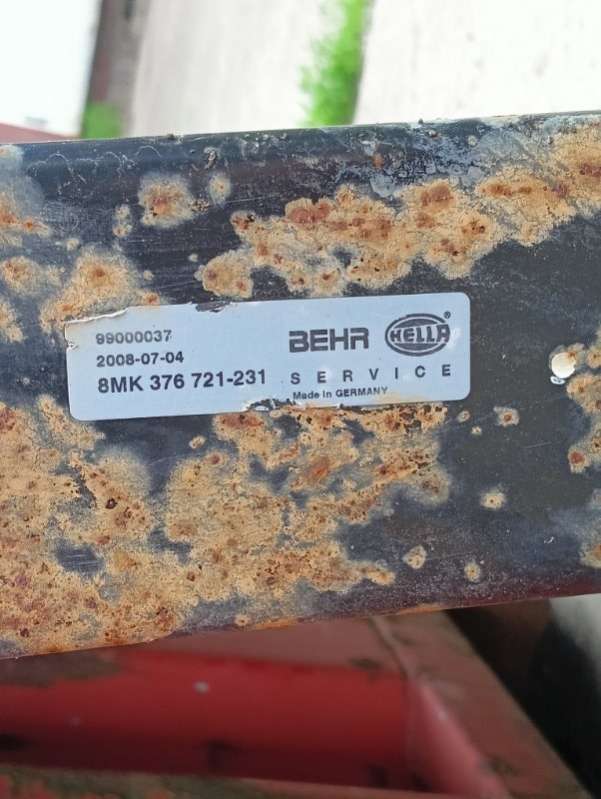 99000037
2008-07-04
8MK 376 721-231
BEHR HELLA
SERVICE
Made in GERMANY